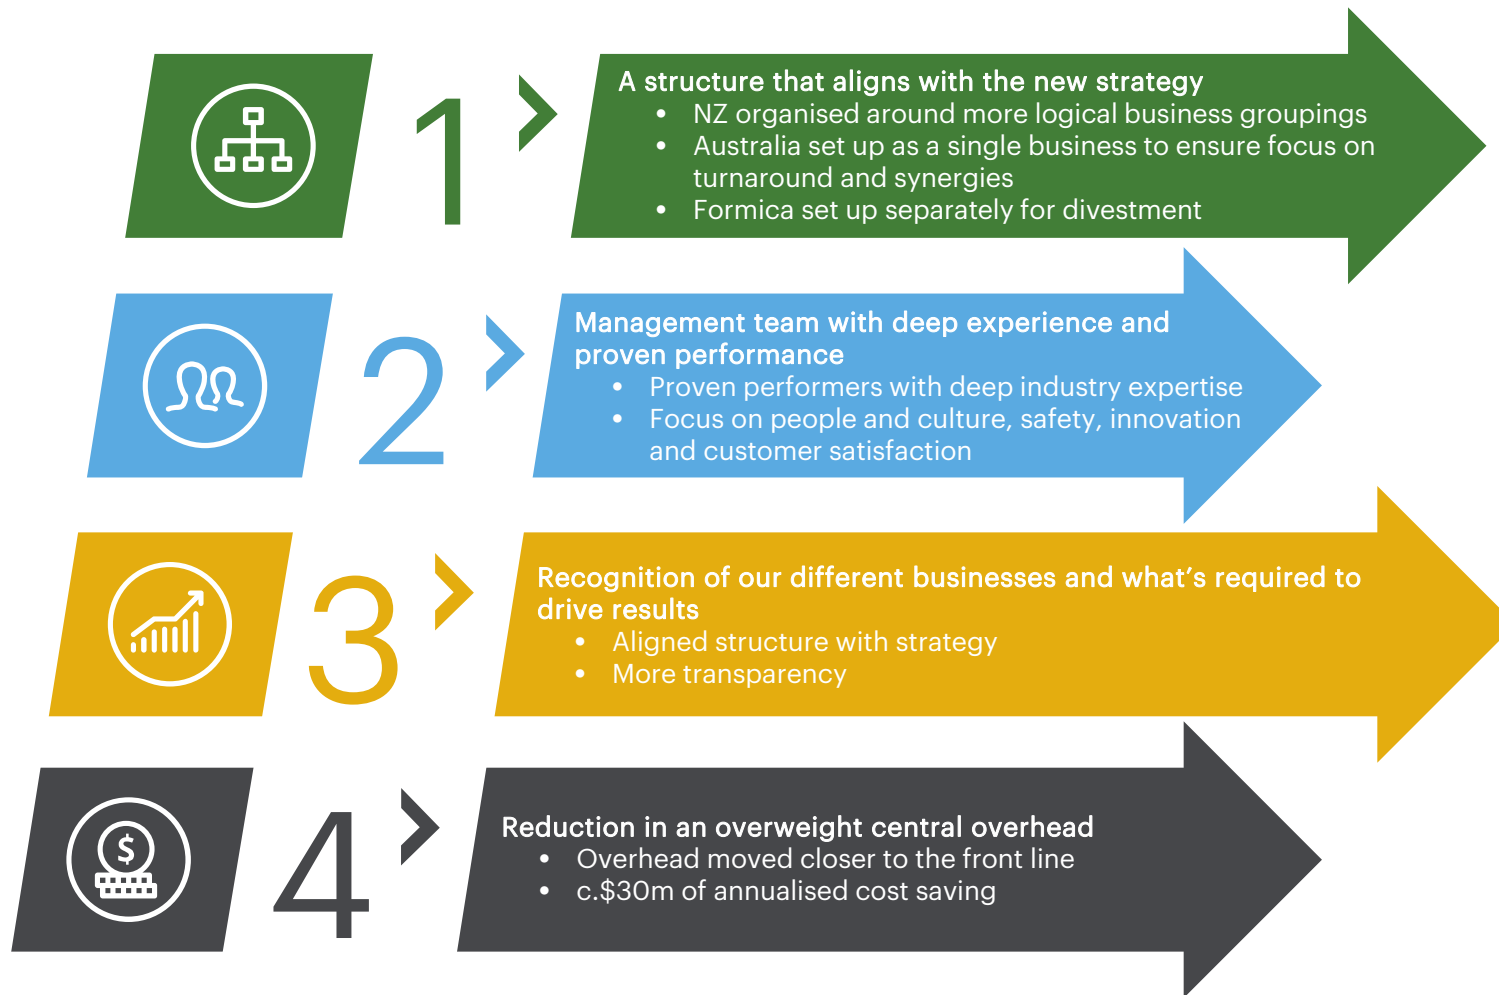 1
A structure that aligns with the new strategy
• NZ organised around more logical business groupings
• Australia set up as a single business to ensure focus on
turnaround and synergies
• Formica set up separately for divestment
2
Management team with deep experience and
proven performance
• Proven performers with deep industry expertise
• Focus on people and culture, safety, innovation
and customer satisfaction
3
Recognition of our different businesses and what’s required to
drive results
• Aligned structure with strategy
• More transparency
$
4
Reduction in an overweight central overhead
• Overhead moved closer to the front line
• c.$30m of annualised cost saving